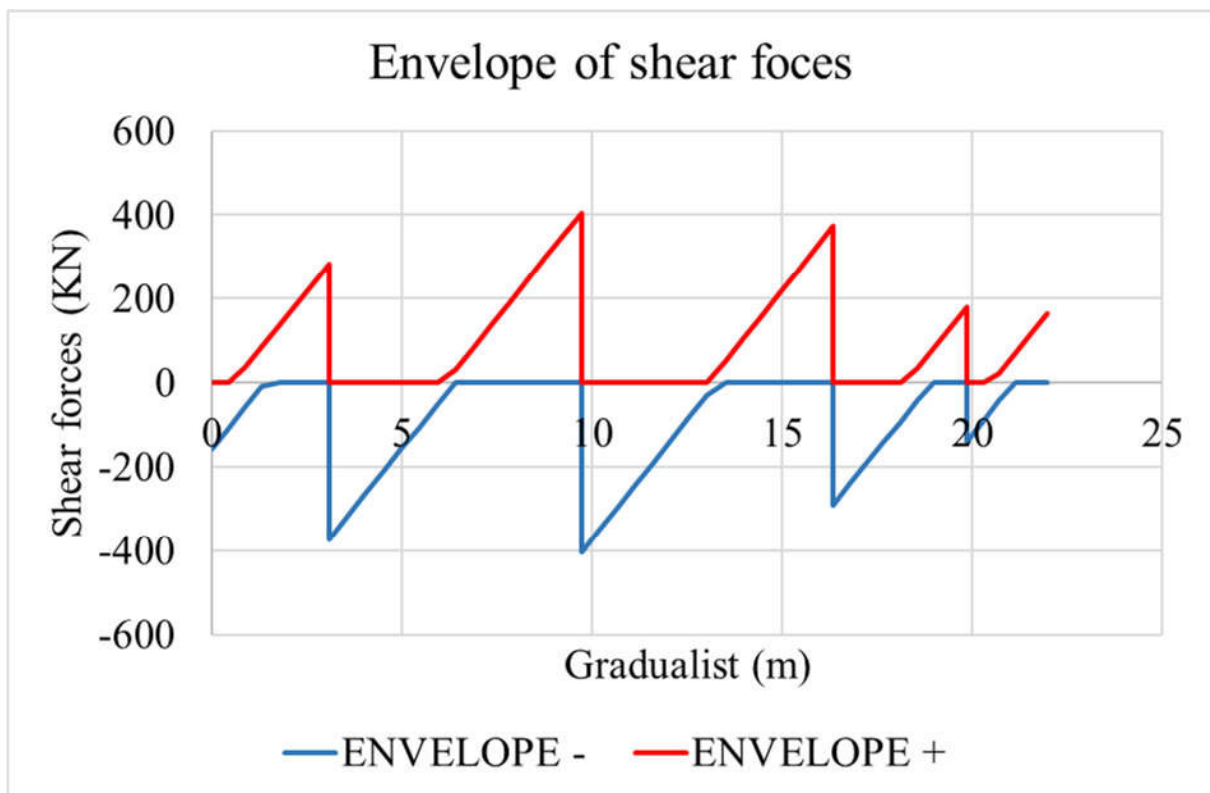 Envelope of shear foces
600
400
200
0
-200
-400
-600
Shear forces (KN)
0 5 10 15 20 25
Gradualist (m)
ENVELOPE - ENVELOPE +